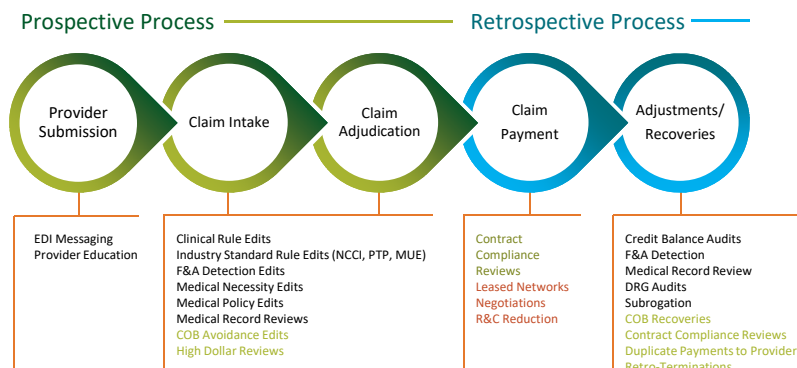 Prospective Process
Retrospective Process
Provider
Submission
Claim Intake
Claim
Adjudication
Claim
Payment
Adjustments/
Recoveries
EDI Messaging
Provider Education
Clinical Rule Edits
Industry Standard Rule Edits (NCCI, PTP, MUE)
F&A Detection Edits
Medical Necessity Edits
Medical Policy Edits
Medical Record Reviews
COB Avoidance Edits
High Dollar Reviews
Contract
Compliance
Reviews
Leased Networks
Negotiations
R&C Reduction
Credit Balance Audits
F&A Detection
Medical Record Review
DRG Audits
Subrogation
COB Recoveries
Contract Compliance Reviews
Duplicate Payments to Provider
Retro-Terminations